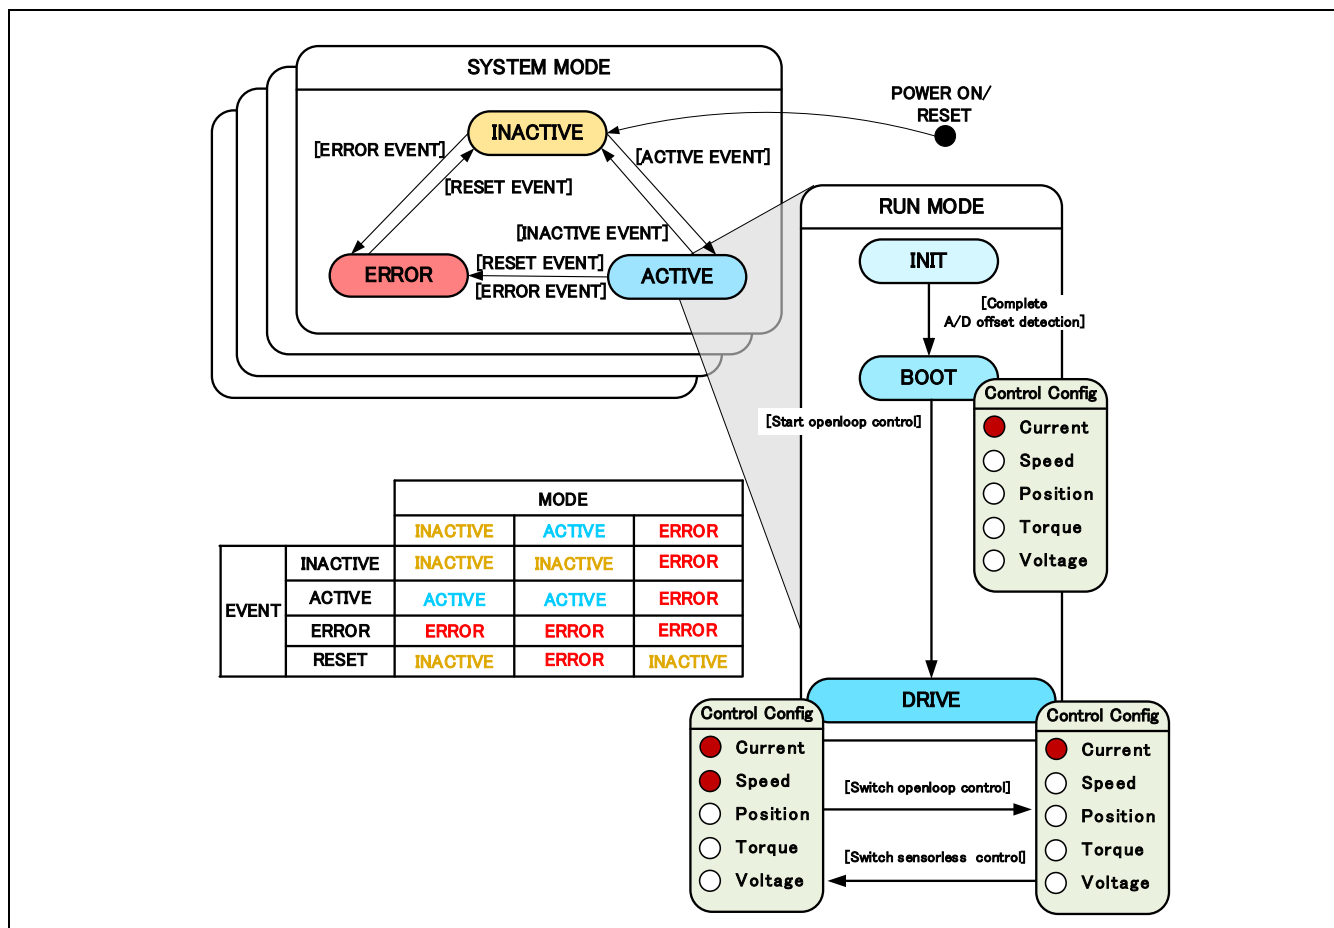 SYSTEM MODE
POWER ON/
RESET
INACTIVE
[ERROR EVENT]
[ACTIVE EVENT]
[RESET EVENT]
[INACTIVE EVENT]
[RESET EVENT]
ERROR
ACTIVE
[ERROR EVENT]
RUN MODE
INIT
[Complete
A/D offset detection]
BOOT
[Start openloop control]
Control Config
Current
Speed
Position
Torque
Voltage
MODE
INACTIVE ACTIVE ERROR
EVENT
INACTIVE INACTIVE INACTIVE ERROR
ACTIVE ACTIVE ACTIVE ERROR
ERROR ERROR ERROR ERROR
RESET INACTIVE ERROR INACTIVE
DRIVE
Control Config
Current
Speed
Position
Torque
Voltage
[Switch openloop control]
[Switch sensorless control]
Control Config
Current
Speed
Position
Torque
Voltage